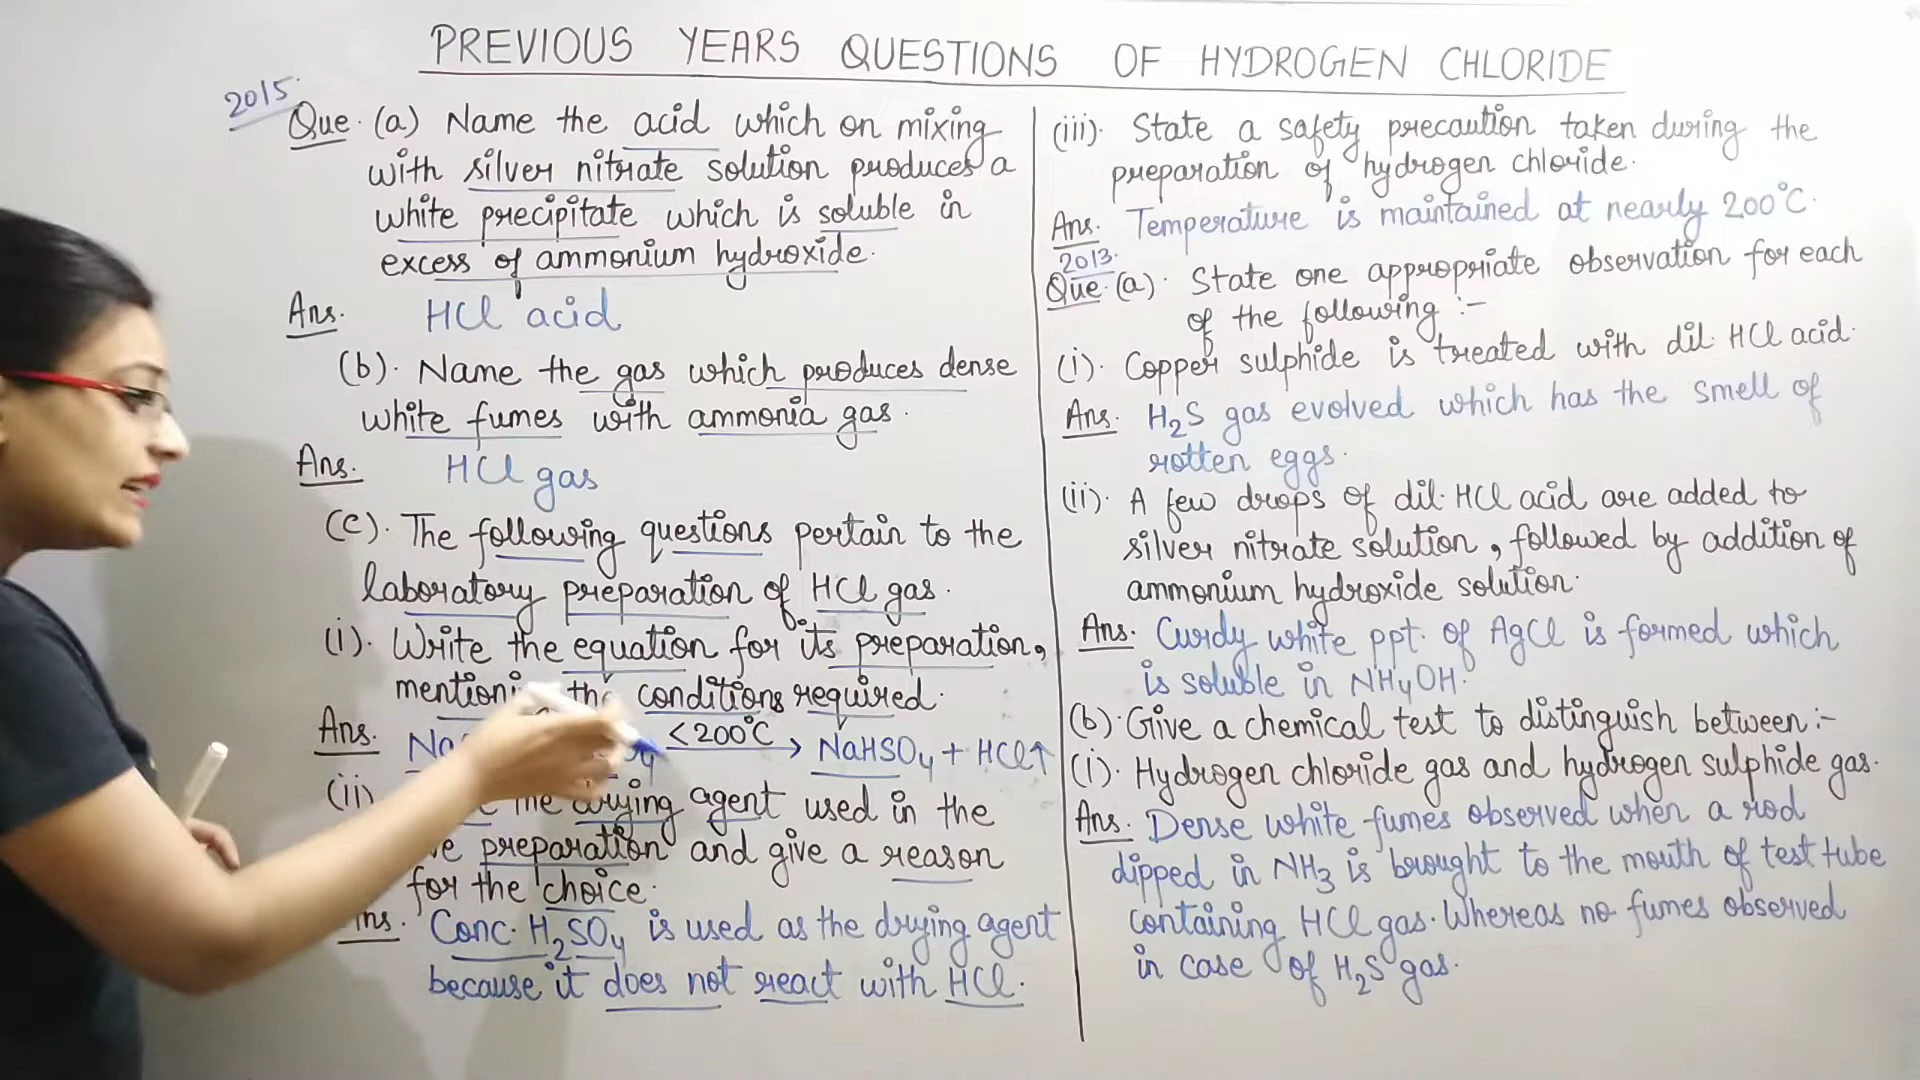 PREVIOUS YEARS QUESTIONS OF HYDROGEN CHLORIDE
2015.
Que. (a) Name the acid which on mixing
with silver nitrate solution produces a
white precipitate which is soluble in
excess of ammonium hydroxide.
Ans. HCl acid
(b). Name the gas which produces dense
white fumes with ammonia gas.
Ans. HCl gas
(c). The following questions pertain to the
laboratory preparation of HCl gas.
(i). Write the equation for its preparation,
the conditions required.
Ans. <200°C → NaHSO4 + HCl↑
(ii) the drying agent used in the
preparation and give a reason
for the choice.
Conc. H2SO4 is used as the drying agent
because it does not react with HCl.
(iii). State a safety precaution taken during the
preparation of hydrogen chloride.
Ans. Temperature is maintained at nearly 200°C.
2013.
Que. (a). State one appropriate observation for each
of the following :-
(i). Copper sulphide is treated with dil. HCl acid.
Ans. H2S gas evolved which has the smell of
rotten eggs.
(ii). A few drops of dil. HCl acid are added to
silver nitrate solution, followed by addition of
ammonium hydroxide solution.
Ans. Curdy white ppt. of AgCl is formed which
is soluble in NH4OH.
(b). Give a chemical test to distinguish between :-
(i). Hydrogen chloride gas and hydrogen sulphide gas.
Ans. Dense white fumes observed when a rod
dipped in NH3 is brought to the mouth of test tube
containing HCl gas. Whereas no fumes observed
in case of H2S gas.